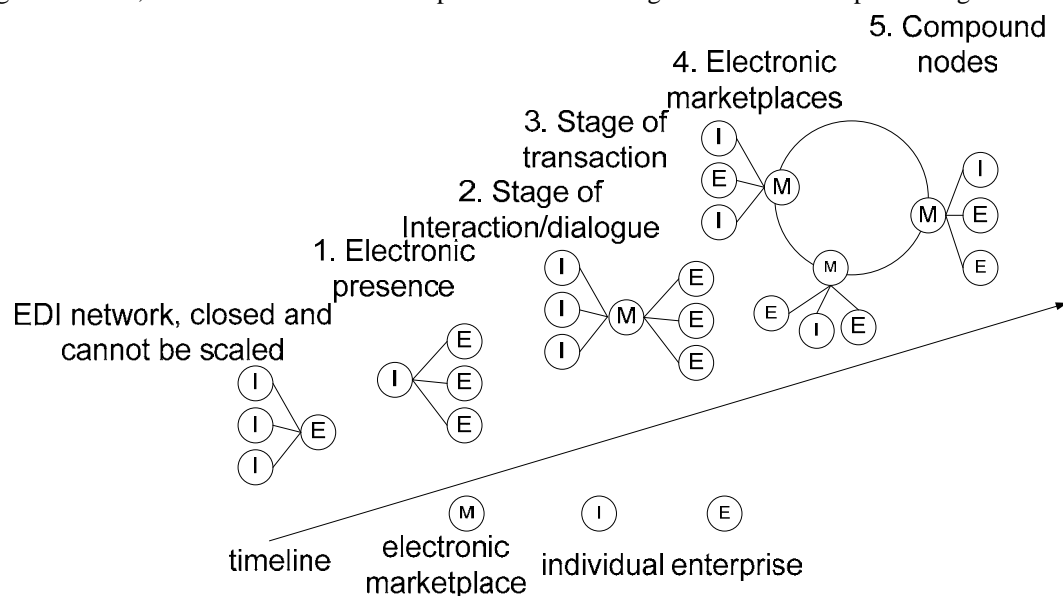 5. Compound
nodes
4. Electronic
marketplaces
3. Stage of
transaction
2. Stage of
Interaction/dialogue
1. Electronic
presence
EDI network, closed and
cannot be scaled
I
I
I
E
I
E
E
E
I
I
I
M
E
E
E
I
E
I
M
M
I
E
E
M
E
I
E
M
I
E
timeline
electronic
marketplace
individual enterprise